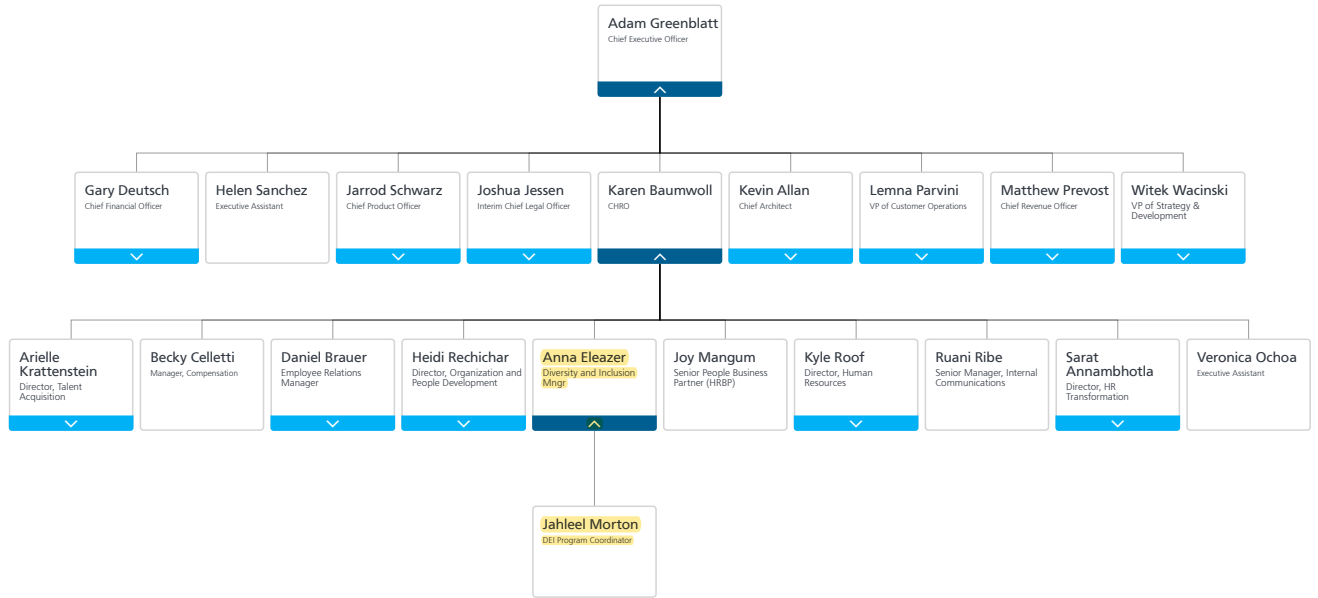 Adam Greenblatt
Chief Executive Officer
Gary Deutsch
Chief Financial Officer
Helen Sanchez
Executive Assistant
Jarrod Schwarz
Chief Product Officer
Joshua Jessen
Interim Chief Legal Officer
Karen Baumwoll
CHRO
Kevin Allan
Chief Architect
Lemna Parvini
VP of Customer Operations
Matthew Prevost
Chief Revenue Officer
Witek Wacinski
VP of Strategy &
Development
Arielle
Krattenstein
Director, Talent
Acquisition
Becky Celletti
Manager, Compensation
Daniel Brauer
Employee Relations
Manager
Heidi Rechichar
Director, Organization and
People Development
Anna Eleazer
Diversity and Inclusion
Mngr
Joy Mangum
Senior People Business
Partner (HRBP)
Kyle Roof
Director, Human
Resources
Ruani Ribe
Senior Manager, Internal
Communications
Sarat
Annambhotla
Director, HR
Transformation
Veronica Ochoa
Executive Assistant
Jahleel Morton
DEI Program Coordinator